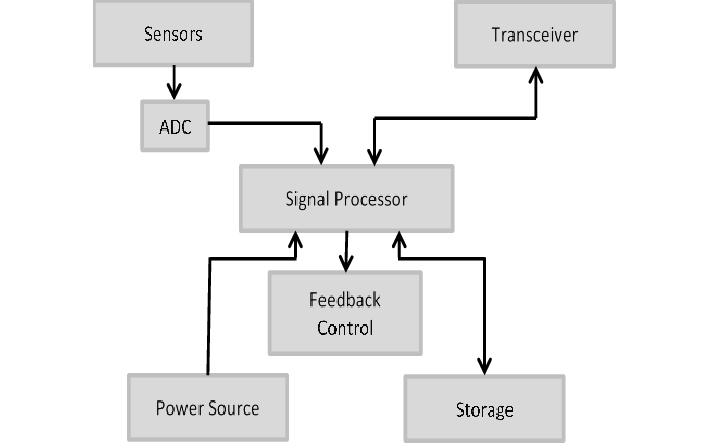 Sensors
Transceiver
ADC
Signal Processor
Feedback
Control
Power Source
Storage